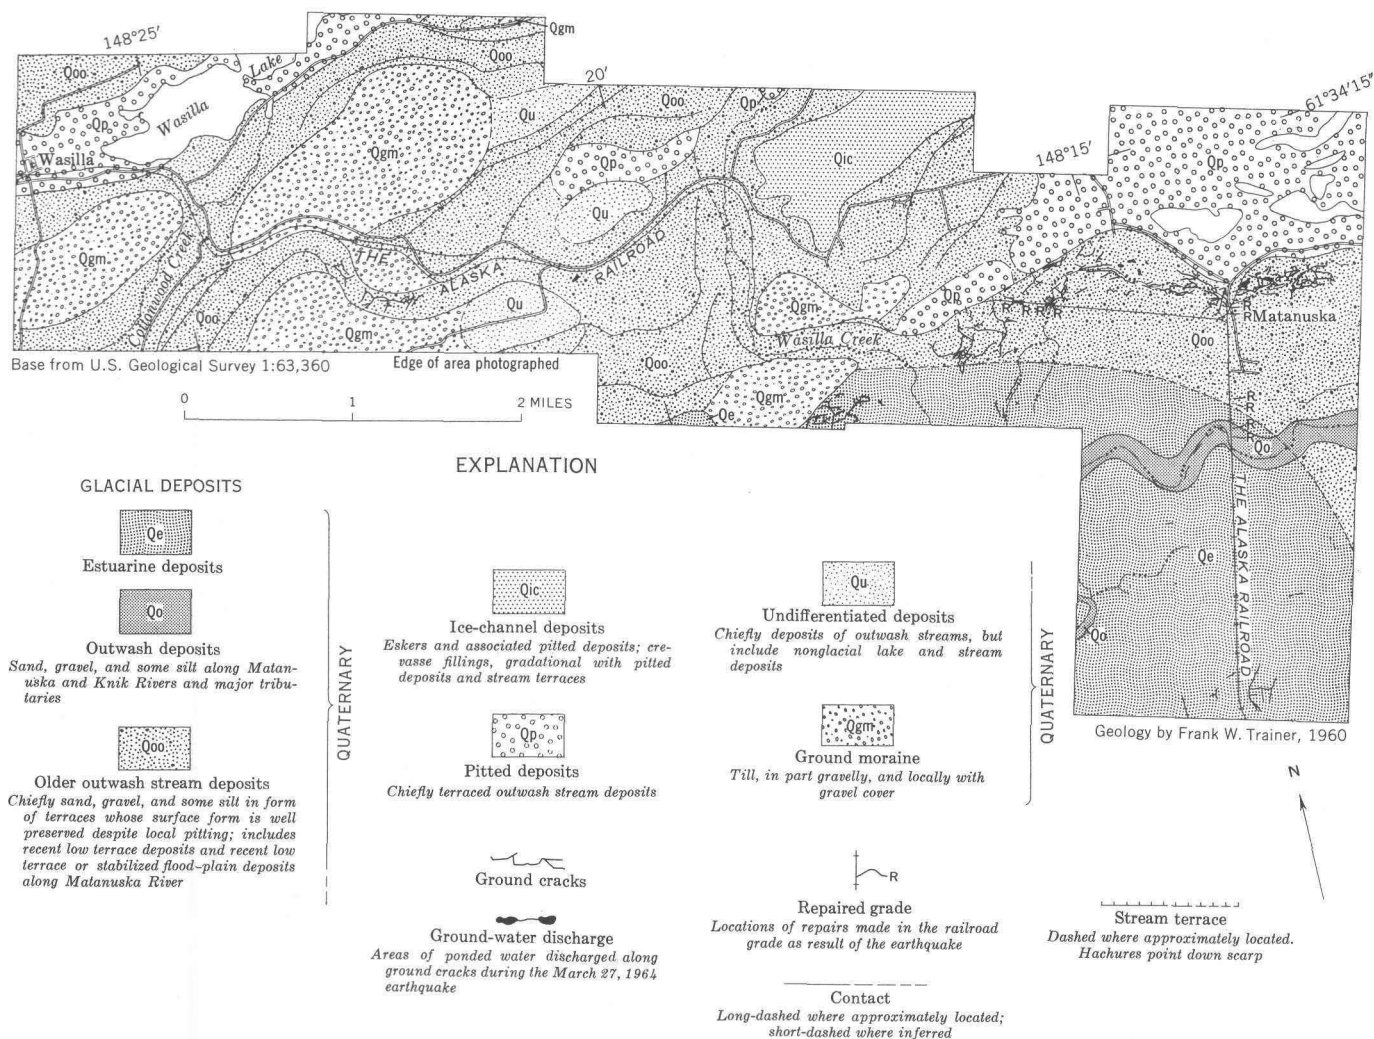 148°25'
Qgm
Qoo
Qoo
Lake
Wasilla
20'
Qoo
Qp
61°34'15"
Qp
Qu
148°15'
Wasilla
Qgm
Qp
Qic
Qp
Qu
Qgm
THE
ALASKA
RAILROAD
Cottonwood Creek
Qoo
Qu
Qgm
Qgm
Qp
R R R R
R
R
Matanuska
Wasilla Creek
Qoo
Qoo
Base from U.S. Geological Survey 1:63,360
Edge of area photographed
Qgm
Qe
R
R
R
R
R
Qo
0 1 2 MILES
THE ALASKA RAILROAD
Qe
Qo
Geology by Frank W. Trainer, 1960
N
EXPLANATION
GLACIAL DEPOSITS
Qe
Estuarine deposits
Qo
Outwash deposits
Sand, gravel, and some silt along Matan-
uska and Knik Rivers and major tribu-
taries
Qoo
Older outwash stream deposits
Chiefly sand, gravel, and some silt in form
of terraces whose surface form is well
preserved despite local pitting; includes
recent low terrace deposits and recent low
terrace or stabilized flood-plain deposits
along Matanuska River
QUATERNARY
Qic
Ice-channel deposits
Eskers and associated pitted deposits; cre-
vasse fillings, gradational with pitted
deposits and stream terraces
Qp
Pitted deposits
Chiefly terraced outwash stream deposits
Qu
Undifferentiated deposits
Chiefly deposits of outwash streams, but
include nonglacial lake and stream
deposits
Qgm
Ground moraine
Till, in part gravelly, and locally with
gravel cover
QUATERNARY
Ground cracks
Ground-water discharge
Areas of ponded water discharged along
ground cracks during the March 27, 1964
earthquake
R
Repaired grade
Locations of repairs made in the railroad
grade as result of the earthquake
Contact
Long-dashed where approximately located;
short-dashed where inferred
Stream terrace
Dashed where approximately located.
Hachures point down scarp